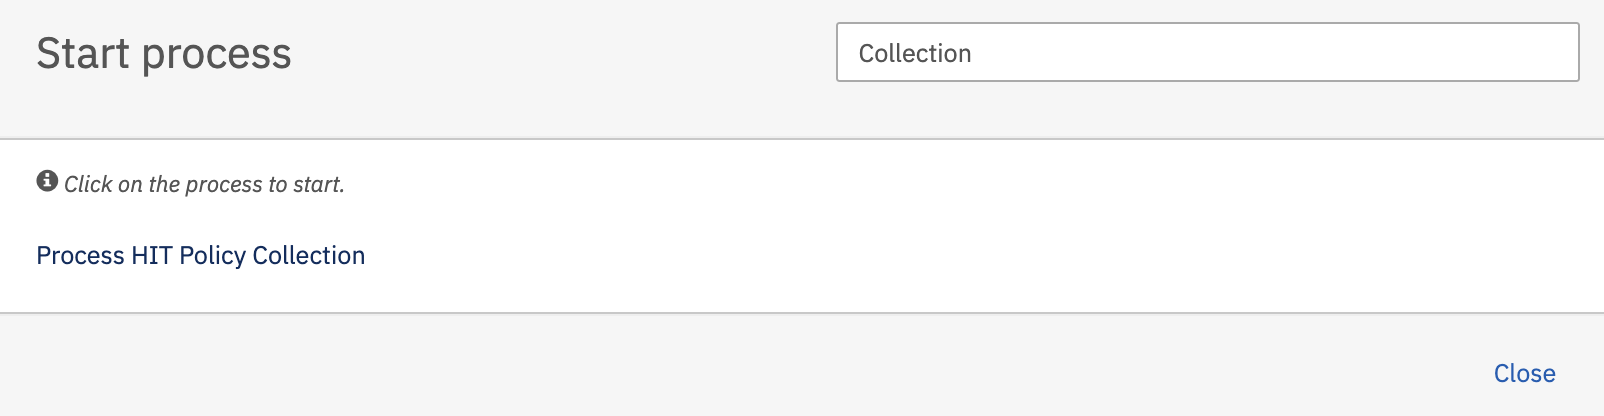 Start process
Collection
Click on the process to start.
Process HIT Policy Collection
Close